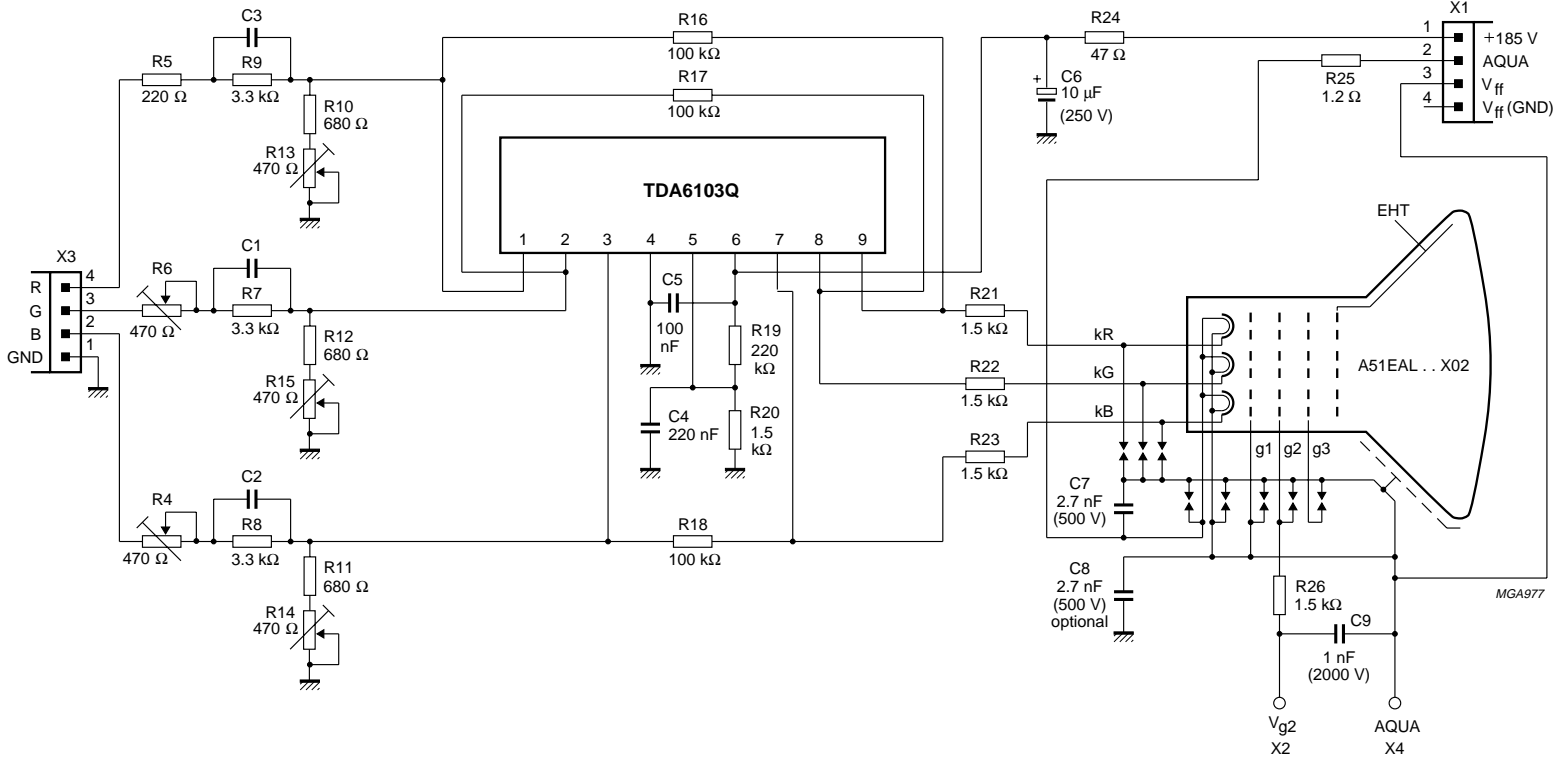 C3
R5
220 Ω
R9
3.3 kΩ
R10
680 Ω
R13
470 Ω
R16
100 kΩ
R17
100 kΩ
R24
47 Ω
+
C6
10 µF
(250 V)
R25
1.2 Ω
X1
1
+185 V
2
AQUA
3
Vff
4
Vff (GND)
TDA6103Q
1
2
3
4
5
6
7
8
9
X3
R
4
G
3
B
2
GND
1
R6
470 Ω
C1
R7
3.3 kΩ
R12
680 Ω
R15
470 Ω
C5
100
nF
R19
220
kΩ
C4
220 nF
R20
1.5
kΩ
R21
1.5 kΩ
R22
1.5 kΩ
R23
1.5 kΩ
kR
kG
kB
EHT
A51EAL . . X02
g1
g2
g3
R4
470 Ω
C2
R8
3.3 kΩ
R11
680 Ω
R14
470 Ω
R18
100 kΩ
C7
2.7 nF
(500 V)
C8
2.7 nF
(500 V)
optional
R26
1.5 kΩ
C9
1 nF
(2000 V)
MGA977
Vg2
X2
AQUA
X4